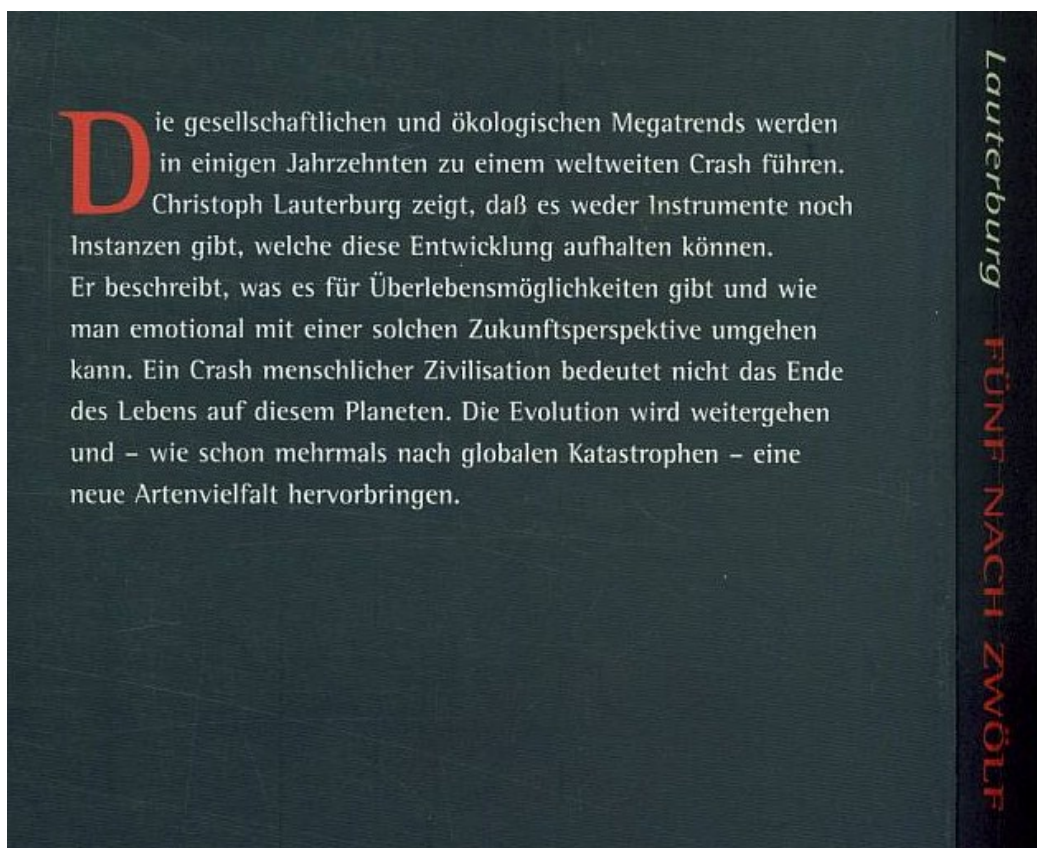 Die gesellschaftlichen und ökologischen Megatrends werden
in einigen Jahrzehnten zu einem weltweiten Crash führen.
Christoph Lauterburg zeigt, daß es weder Instrumente noch
Instanzen gibt, welche diese Entwicklung aufhalten können.
Er beschreibt, was es für Überlebensmöglichkeiten gibt und wie
man emotional mit einer solchen Zukunftsperspektive umgehen
kann. Ein Crash menschlicher Zivilisation bedeutet nicht das Ende
des Lebens auf diesem Planeten. Die Evolution wird weitergehen
und – wie schon mehrmals nach globalen Katastrophen – eine
neue Artenvielfalt hervorbringen.
Lauterburg FÜNF NACH ZWÖLF